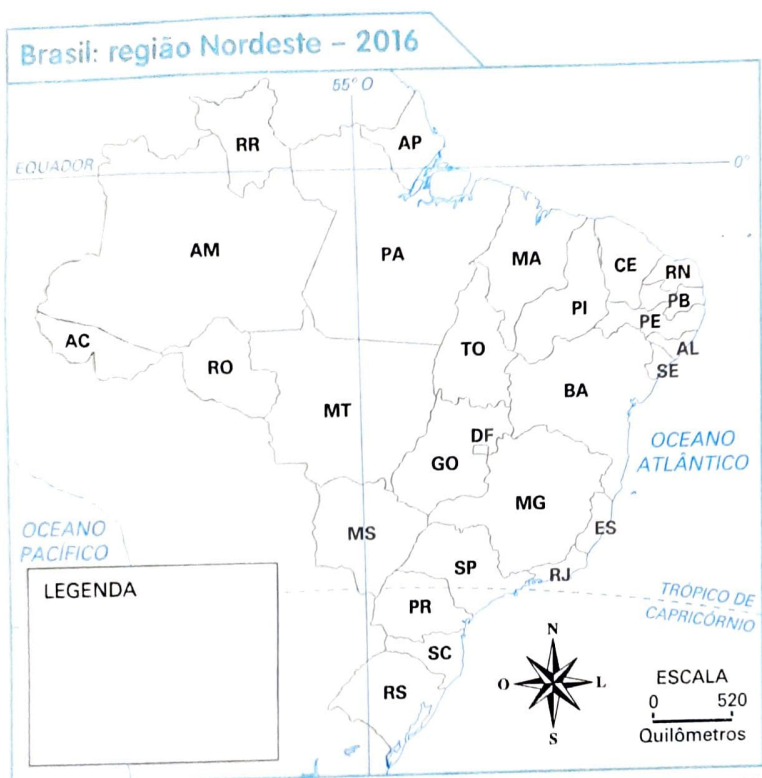 Brasil: região Nordeste – 2016
55° O
EQUADOR
0°
RR
AP
AM
PA
MA
CE
RN
PB
PI
PE
AL
SE
AC
RO
TO
BA
MT
DF
GO
OCEANO
ATLÂNTICO
MG
ES
MS
OCEANO
PACÍFICO
SP
RJ
LEGENDA
PR
TRÓPICO DE
CAPRICÓRNIO
SC
RS
N
O
L
S
ESCALA
0 520
Quilômetros